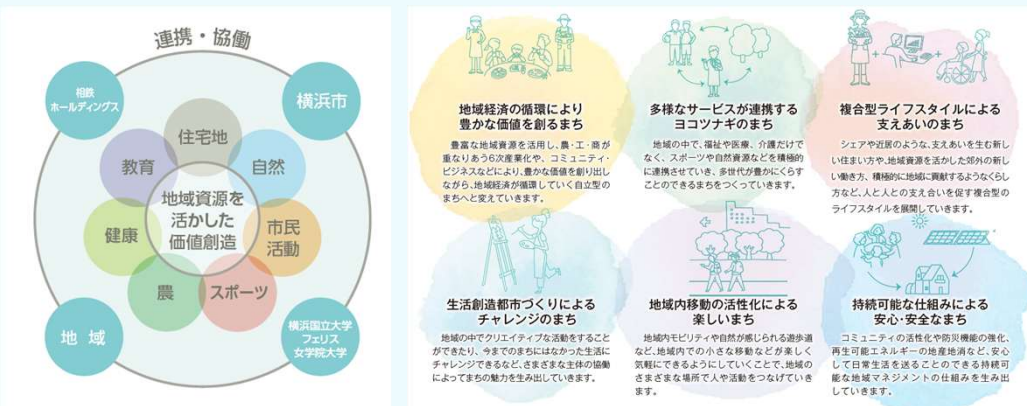 連携・協働
相鉄
ホールディングス
横浜市
住宅地
教育
自然
地域資源を
活かした
価値創造
健康
市民
活動
農
スポーツ
地 域
横浜国立大学
フェリス
女学院大学
地域経済の循環により
豊かな価値を創るまち
豊富な地域資源を活用し、農・工・商が
重なりあう6次産業化や、コミュニティ・
ビジネスなどにより、豊かな価値を創り出し
ながら、地域経済が循環していく自立型の
まちへと変えていきます。
多様なサービスが連携する
ヨコツナギのまち
地域の中で、福祉や医療、介護だけで
なく、スポーツや自然資源などを積極的
に連携させていき、多世代が豊かにくらす
ことのできるまちをつくっていきます。
複合型ライフスタイルによる
支えあいのまち
シェアや近居のような、支えあいを生む新し
い住まい方や、地域資源を活かした郊外の新し
い働き方、積極的に地域に貢献するようなくらし
方など、人と人との支え合いを促す複合型の
ライフスタイルを展開していきます。
生活創造都市づくりによる
チャレンジのまち
地域の中でクリエイティブな活動をすること
ができたり、今までのまちにはなかった生活に
チャレンジできるなど、さまざまな主体の協働
によってまちの魅力を生み出していきます。
地域内移動の活性化による
楽しいまち
地域内モビリティや自然が感じられる遊歩道
など、地域内での小さな移動などが楽しく
気軽にできるようにしていくことで、地域の
さまざまな場所で人や活動をつなげていき
ます。
持続可能な仕組みによる
安心・安全なまち
コミュニティの活性化や防災機能の強化、
再生可能エネルギーの地産地消など、安心
して日常生活を送ることのできる持続可
能な地域マネジメントの仕組みを生み出
していきます。